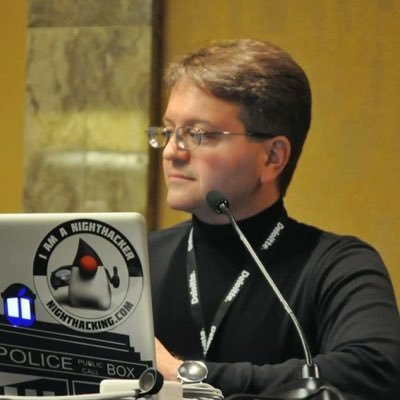 I AM A NIGHTHACKER
NIGHTHACKING.COM
POLICE PUBLIC CALL BOX
Deloitte.
Deloitte.